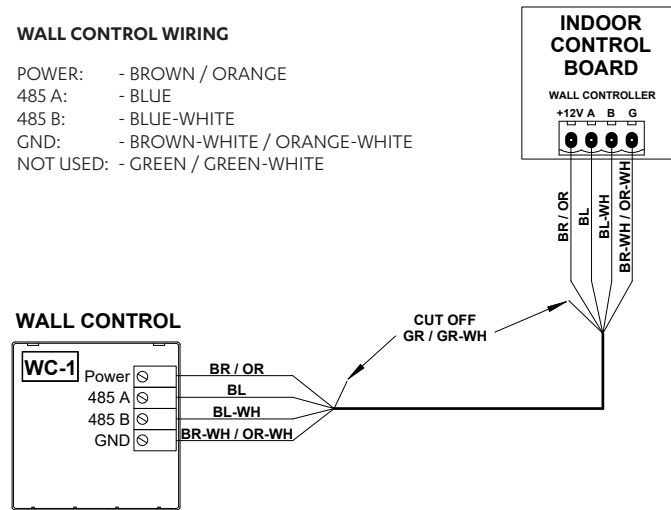 WALL CONTROL WIRING
POWER: - BROWN / ORANGE
485 A: - BLUE
485 B: - BLUE-WHITE
GND: - BROWN-WHITE / ORANGE-WHITE
NOT USED: - GREEN / GREEN-WHITE
INDOOR
CONTROL
BOARD
WALL CONTROLLER
+12V A B G
BR / OR
BL
BL-WH
BR-WH / OR-WH
CUT OFF
GR / GR-WH
WALL CONTROL
WC-1
Power
485 A
485 B
GND
BR / OR
BL
BL-WH
BR-WH / OR-WH